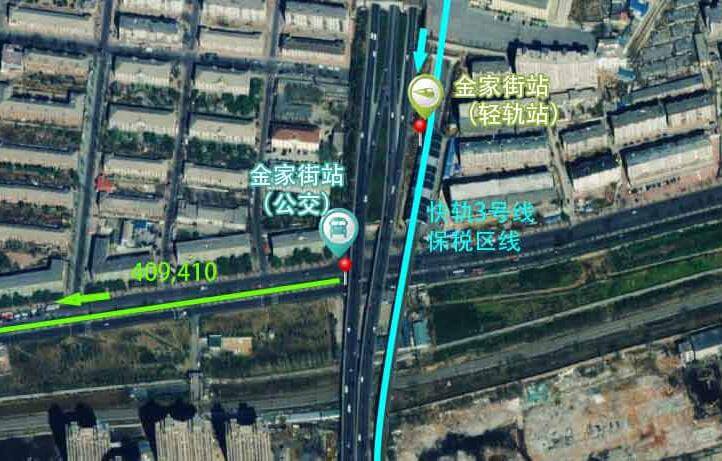 金家街站
（轻轨站）
金家街站
（公交）
快轨3号线
保税区线
409,410